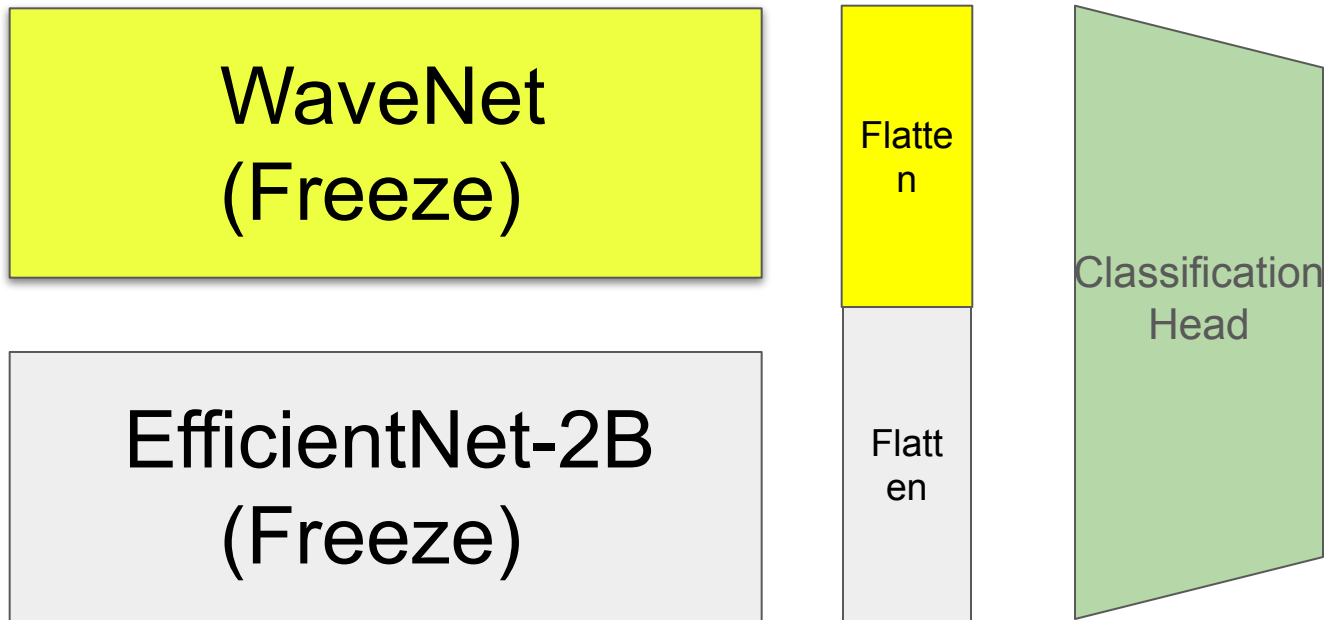 WaveNet
(Freeze)
Flatte
n
Classification
Head
EfficientNet-2B
(Freeze)
Flatt
en